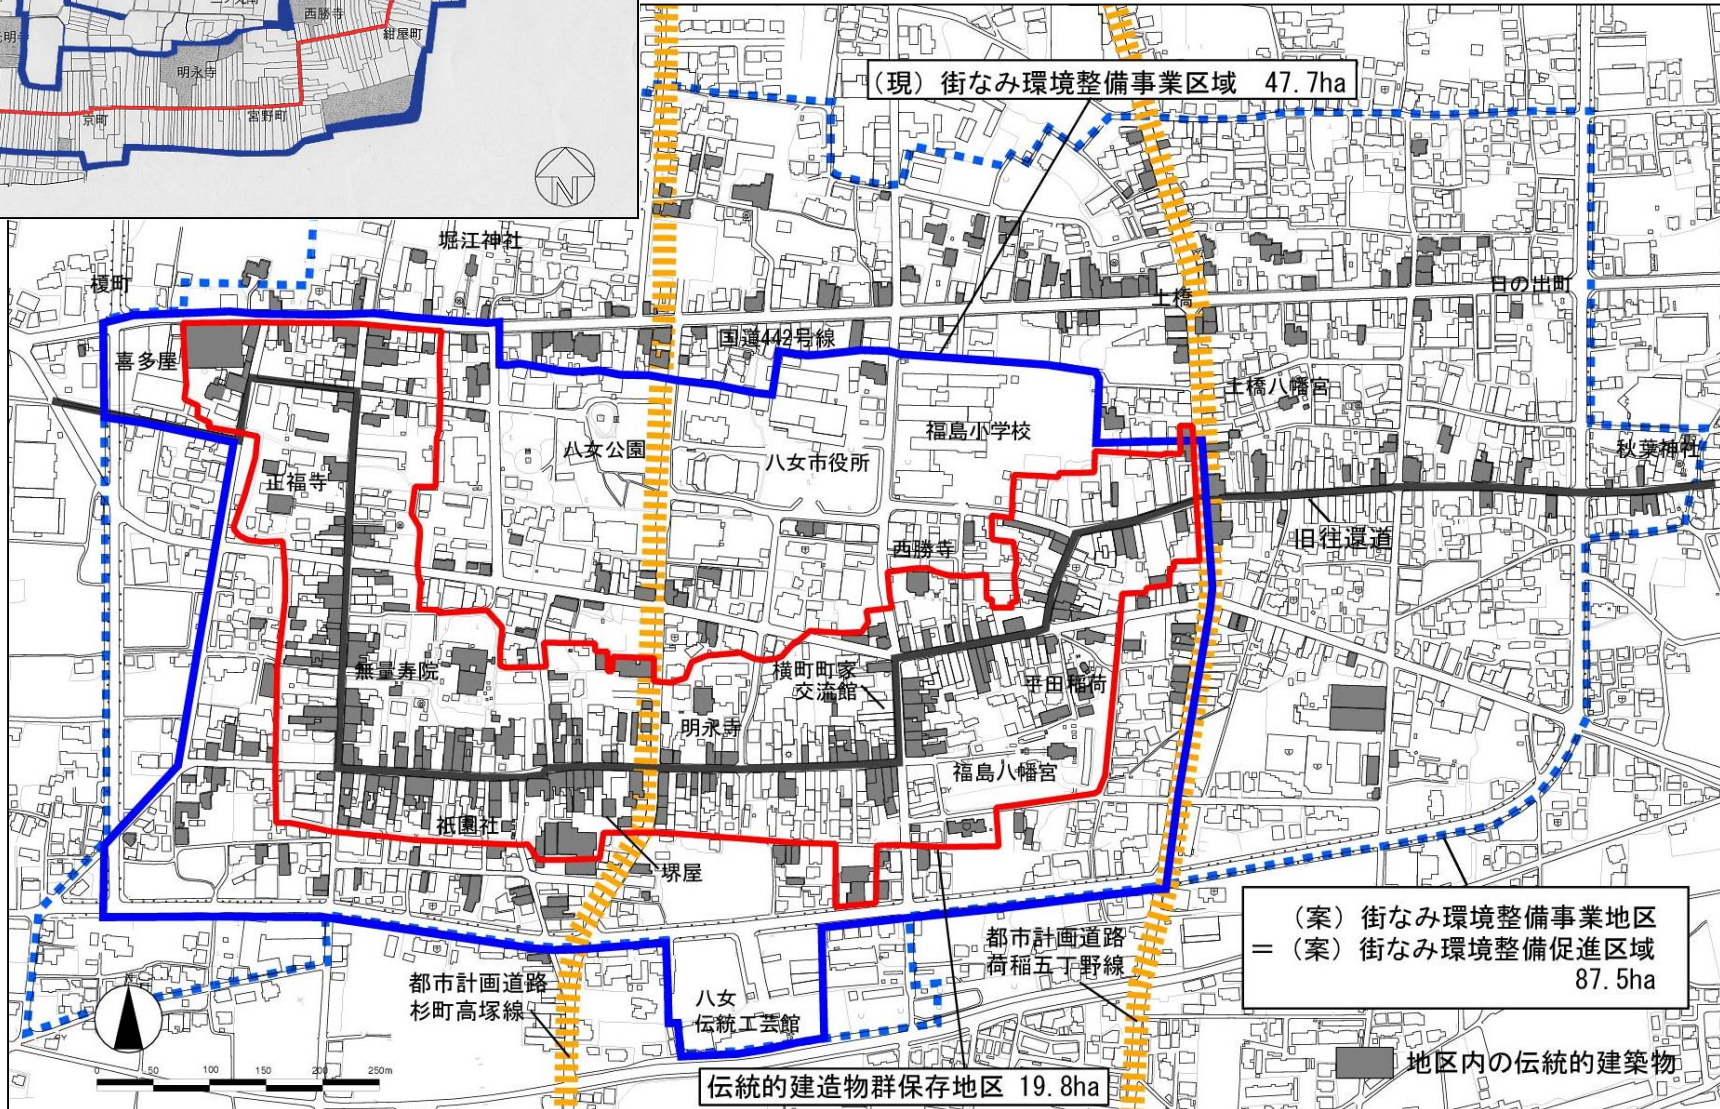 西勝寺
紺屋町
明永寺
京町
宮野町
N
(現) 街なみ環境整備事業区域 47.7ha
堀江神社
榎町
土橋
日の出町
国道442号線
喜多屋
土橋八幡宮
福島小学校
八女公園
八女市役所
秋葉神社
正福寺
旧往還道
西勝寺
無量寿院
横町町家
交流館
平田稲荷
明永寺
福島八幡宮
祇園社
堺屋
(案) 街なみ環境整備事業地区
= (案) 街なみ環境整備促進区域
87.5ha
都市計画道路
荷稲五丁野線
都市計画道路
杉町高塚線
八女
伝統工芸館
N
0 50 100 150 200 250m
伝統的建造物群保存地区 19.8ha
地区内の伝統的建築物